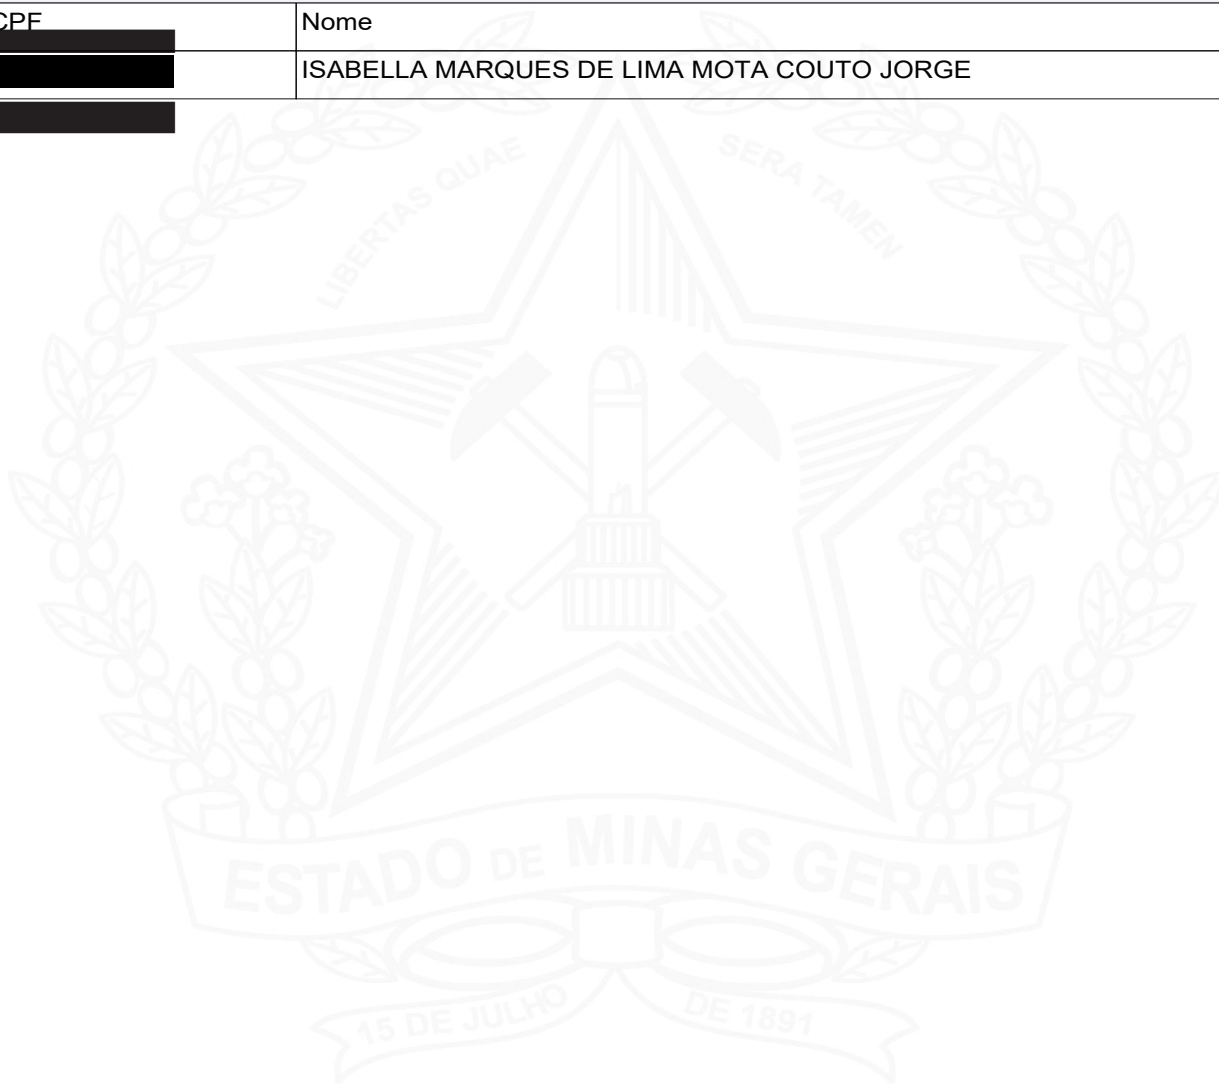 CPF Nome
ISABELLA MARQUES DE LIMA MOTA COUTO JORGE
LIBERTAS QUAE SERA TAMEN
ESTADO DE MINAS GERAIS
15 DE JULHO DE 1891